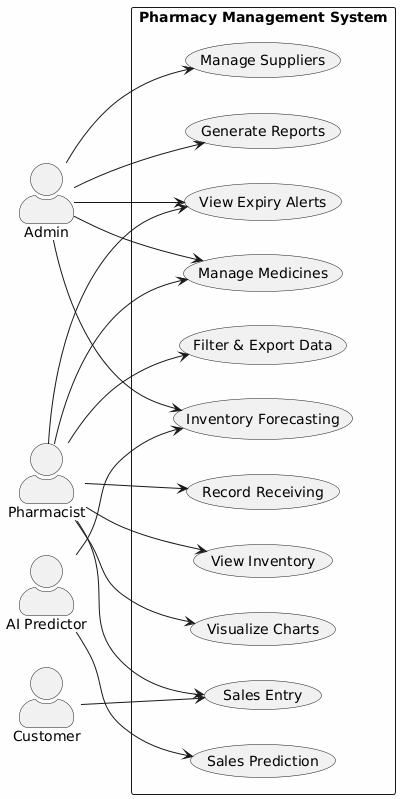 Pharmacy Management System
Manage Suppliers
Generate Reports
View Expiry Alerts
Admin
Manage Medicines
Filter & Export Data
Inventory Forecasting
Record Receiving
Pharmacist
View Inventory
AI Predictor
Visualize Charts
Sales Entry
Customer
Sales Prediction